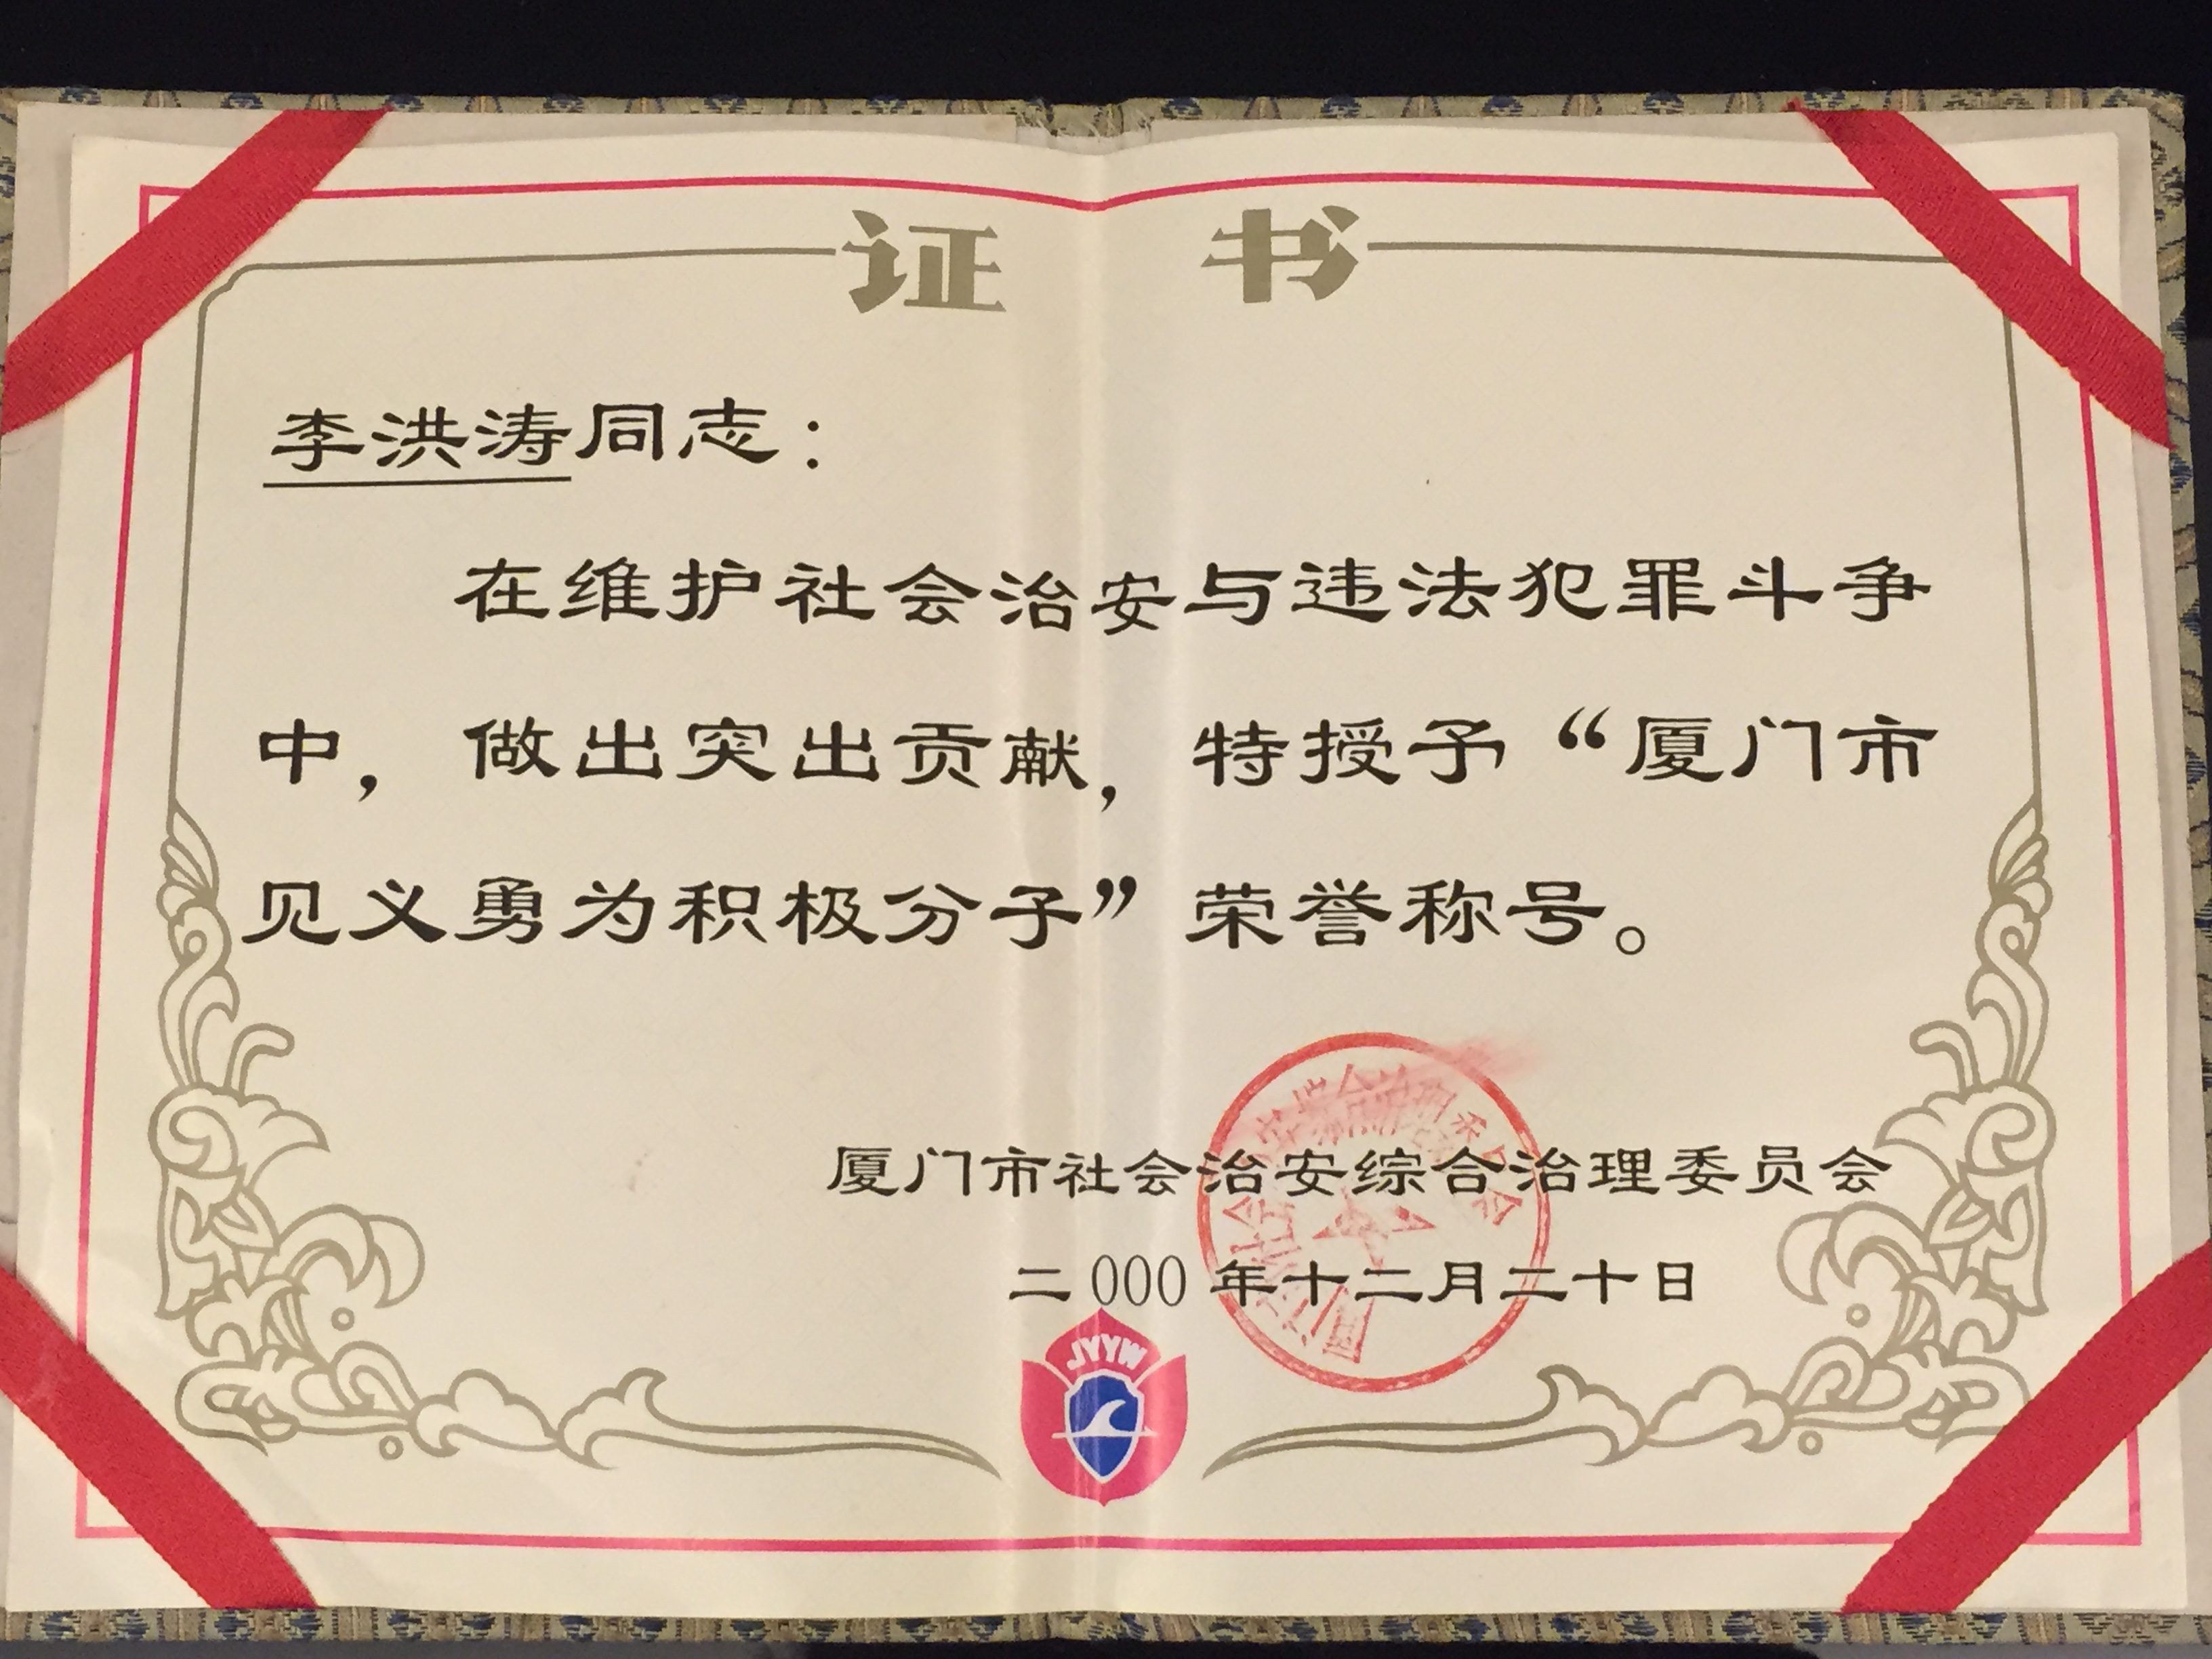 证 书
李洪涛同志：
在维护社会治安与违法犯罪斗争
中，做出突出贡献，特授予“厦门市
见义勇为积极分子”荣誉称号。
厦门市社会治安综合治理委员会
二000年十二月二十日
JYYW